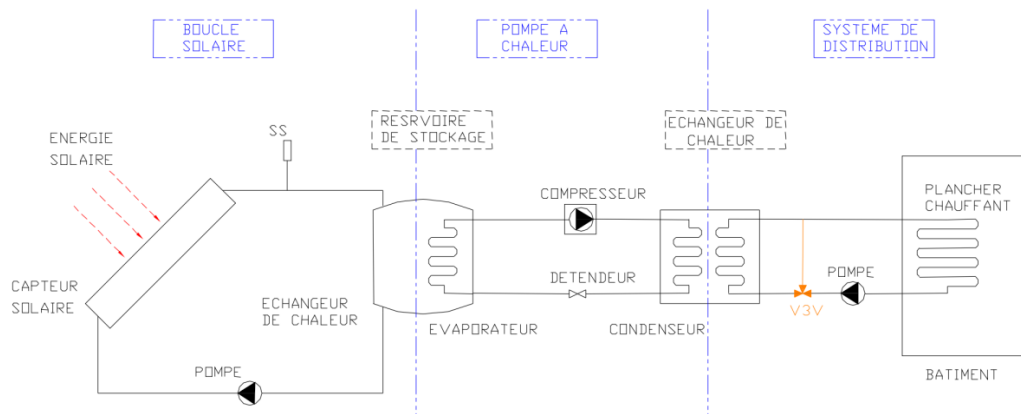 BOUCLE
SOLAIRE
POMPE A
CHALEUR
SYSTEME DE
DISTRIBUTION
RESRVOIRE
DE STOCKAGE
ECHANGEUR DE
CHALEUR
ENERGIE
SOLAIRE
SS
COMPRESSEUR
PLANCHER
CHAUFFANT
CAPTEUR
SOLAIRE
ECHANGEUR
DE CHALEUR
DETENDEUR
POMPE
EVAPORATEUR
CONDENSEUR
V3V
POMPE
BATIMENT